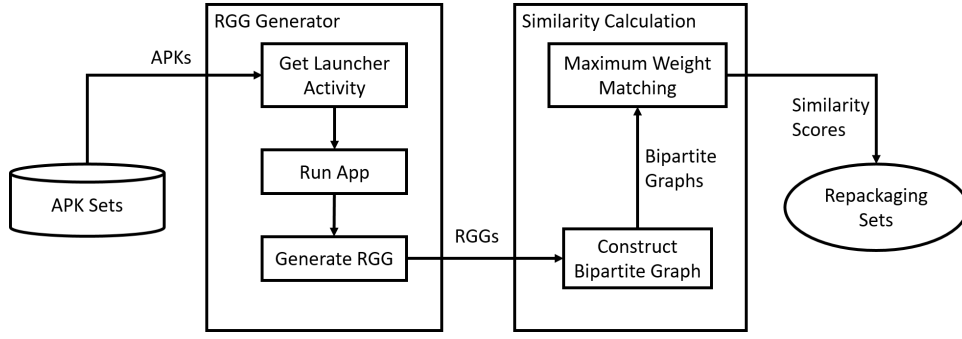 RGG Generator
Similarity Calculation
APKs
Get Launcher
Activity
Maximum Weight
Matching
Similarity
Scores
Run App
Bipartite
Graphs
APK Sets
Repackaging
Sets
RGGs
Generate RGG
Construct
Bipartite Graph